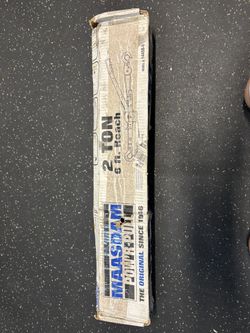 2 TON
6 ft. Reach
MAASDAM
POW'R-PULL
THE ORIGINAL SINCE 1946